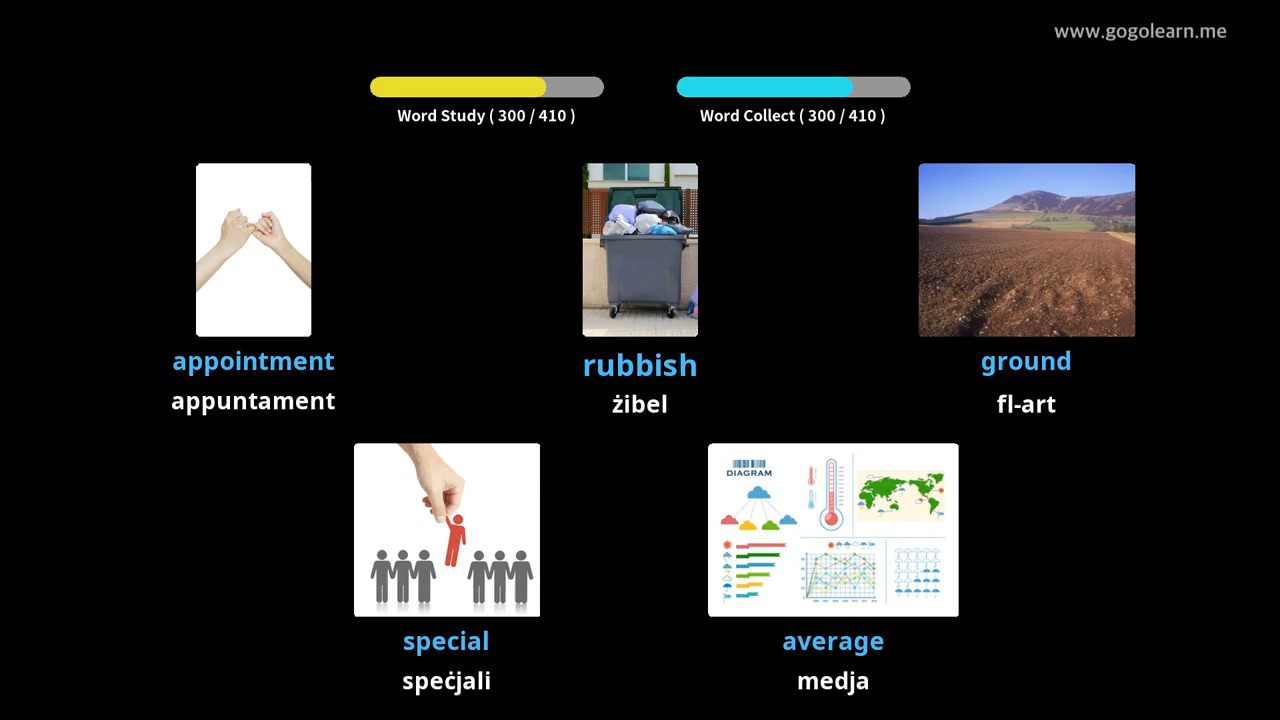 www.gogolearn.me
Word Study ( 300 / 410 )
Word Collect ( 300 / 410 )
appointment
appuntament
rubbish
żibel
ground
fl-art
DIAGRAM
special
speċjali
average
medja